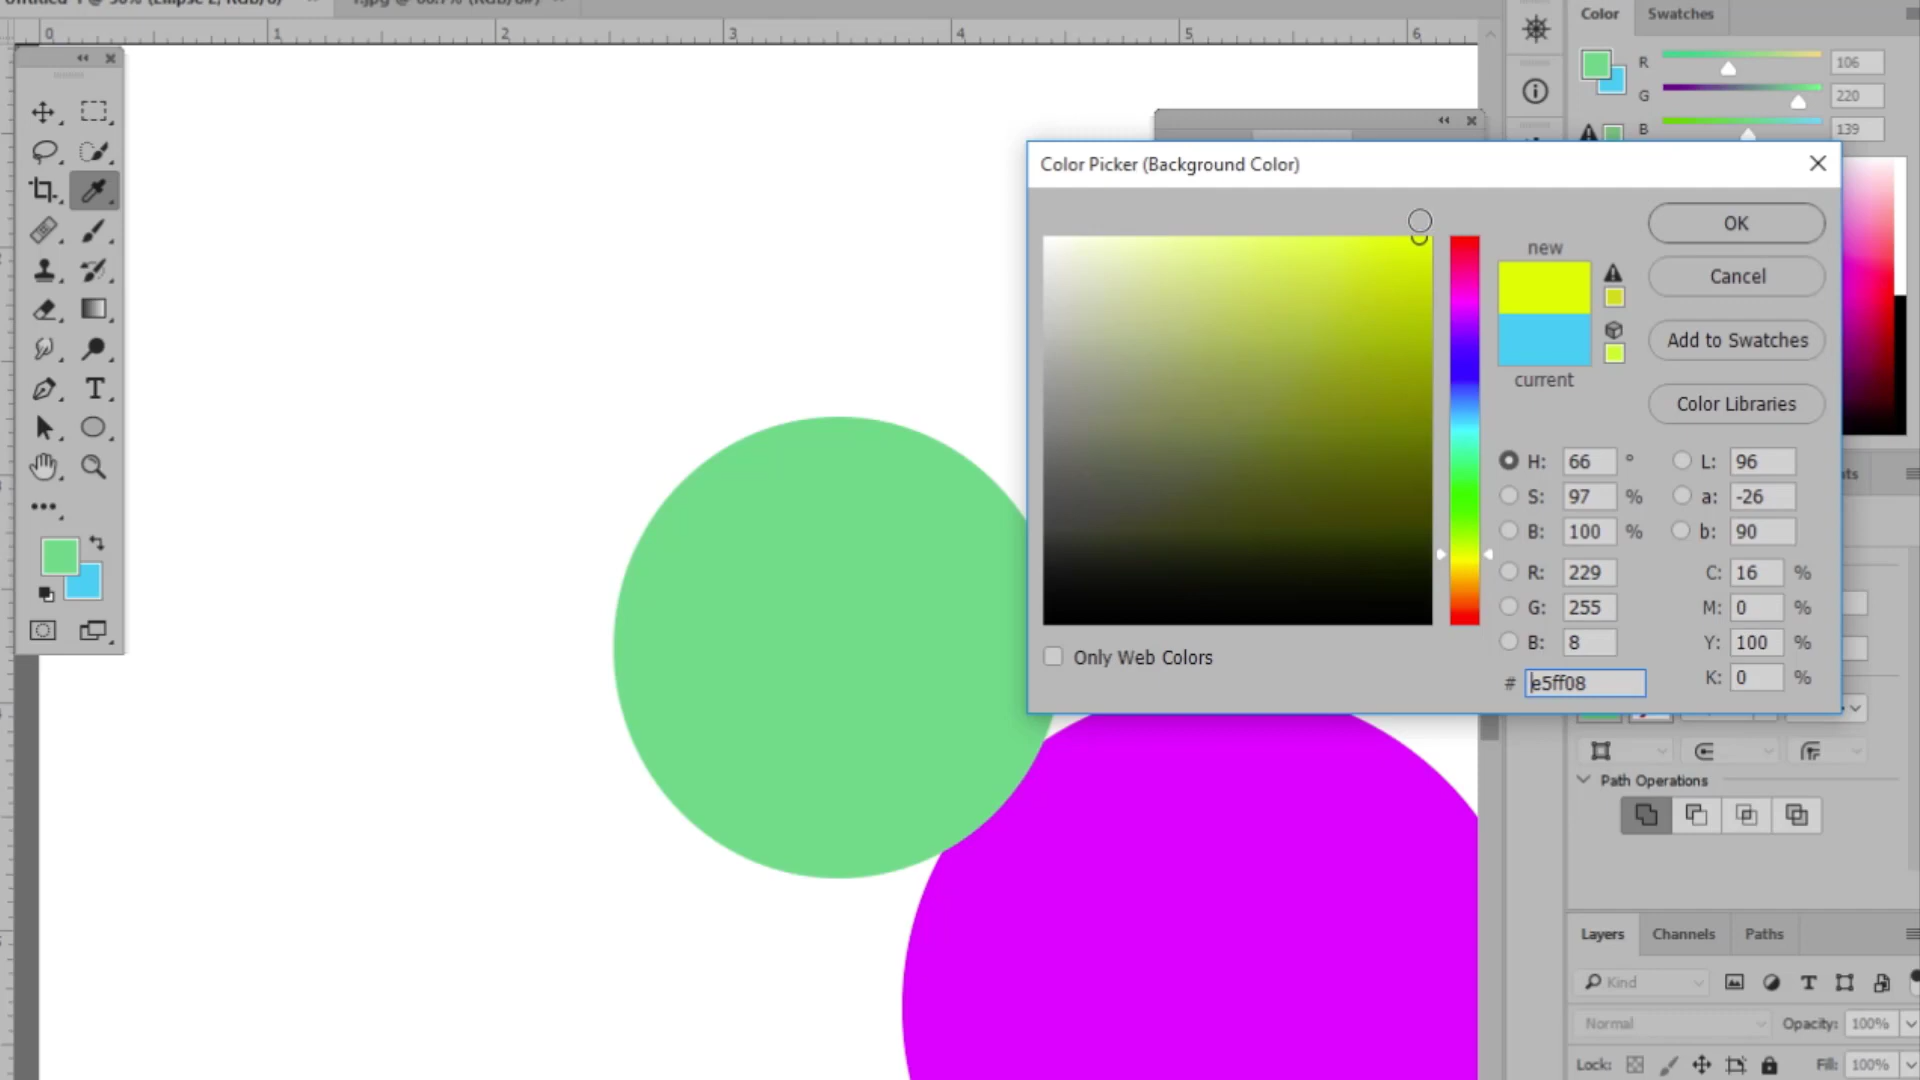 Color
Swatches
0
1
2
3
4
5
6
R
106
G
220
B
139
Color Picker (Background Color)
OK
new
Cancel
Add to Swatches
current
Color Libraries
H:
66
°
L:
96
S:
97
%
a:
-26
B:
100
%
b:
90
R:
229
C:
16
%
G:
255
M:
0
%
B:
8
Y:
100
%
Only Web Colors
#
e5ff08
K:
0
%
Path Operations
Layers
Channels
Paths
Kind
Normal
Opacity:
100%
Lock:
Fill:
100%